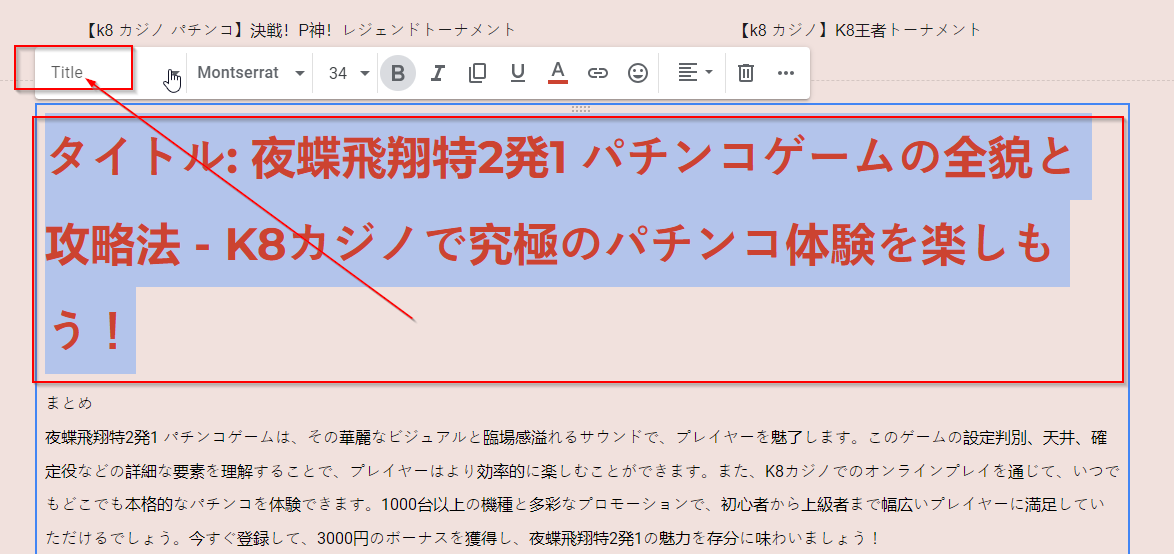 【k8 カジノ パチンコ】決戦！P神！レジェンドトーナメント
【k8 カジノ】K8王者トーナメント
Title Montserrat 34 B I U A
タイトル: 夜蝶飛翔特2発1 パチンコゲームの全貌と
攻略法 - K8カジノで究極のパチンコ体験を楽しも
う！
まとめ
夜蝶飛翔特2発1 パチンコゲームは、その華麗なビジュアルと臨場感溢れるサウンドで、プレイヤーを魅了します。このゲームの設定判別、天井、確
定役などの詳細な要素を理解することで、プレイヤーはより効率的に楽しむことができます。また、K8カジノでのオンラインプレイを通じて、いつで
もどこでも本格的なパチンコを体験できます。1000台以上の機種と多彩なプロモーションで、初心者から上級者まで幅広いプレイヤーに満足してい
ただけるでしょう。今すぐ登録して、3000円のボーナスを獲得し、夜蝶飛翔特2発1の魅力を存分に味わいましょう！